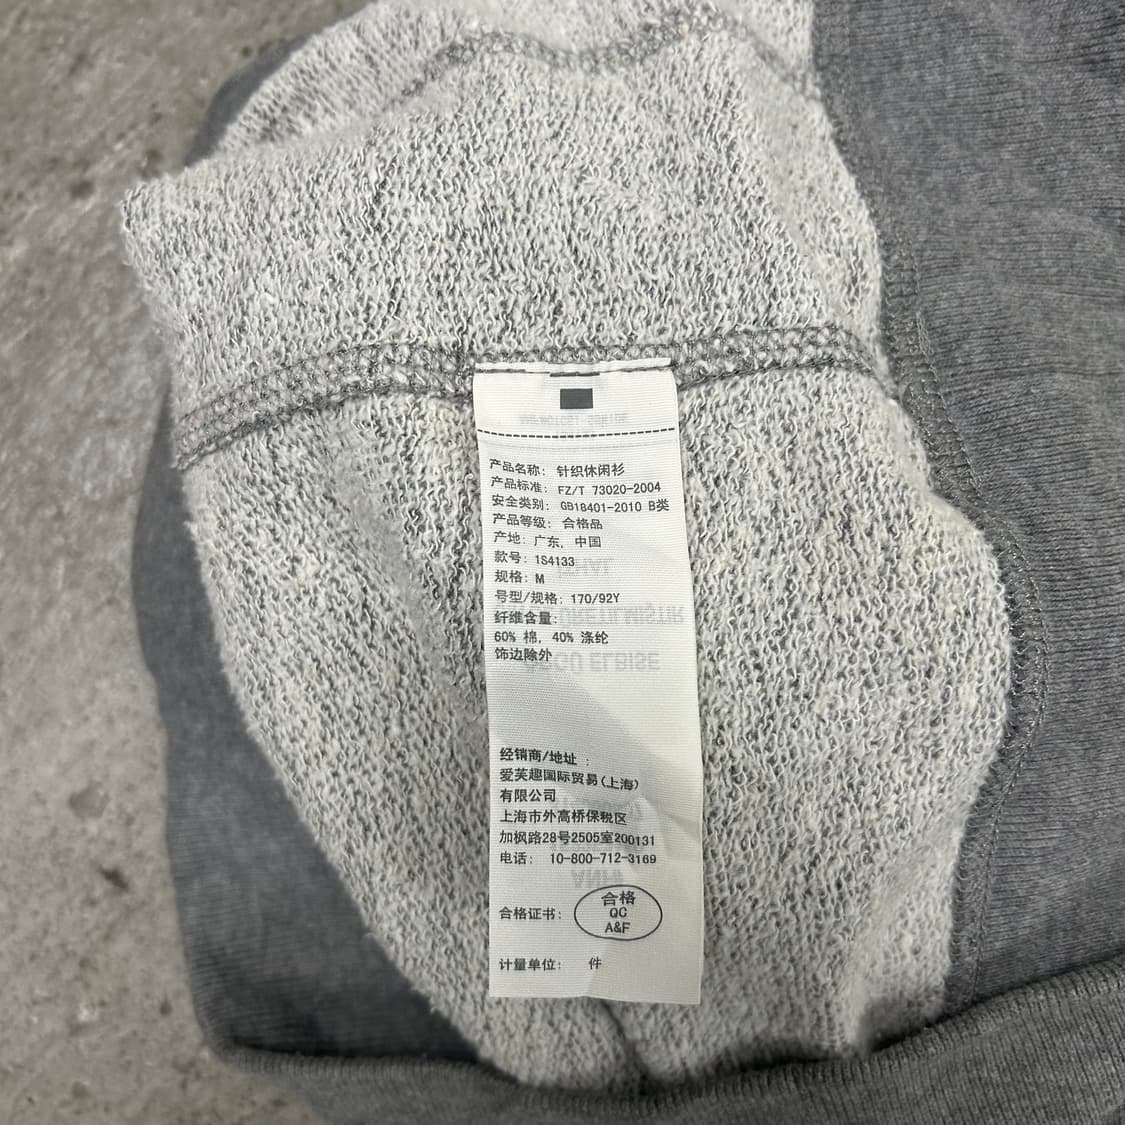 产品名称: 针织休闲衫
产品标准: FZ/T 73020-2004
安全类别: GB18401-2010 B类
产品等级: 合格品
产地: 广东, 中国
款号: 1S4133
规格: M
号型/规格: 170/92Y
纤维含量:
60% 棉, 40% 涤纶
饰边除外
经销商/地址 :
爱芙趣国际贸易(上海)
有限公司
上海市外高桥保税区
加枫路28号2505室200131
电话: 10-800-712-3169
合格证书:
合格
QC
A&F
计量单位: 件